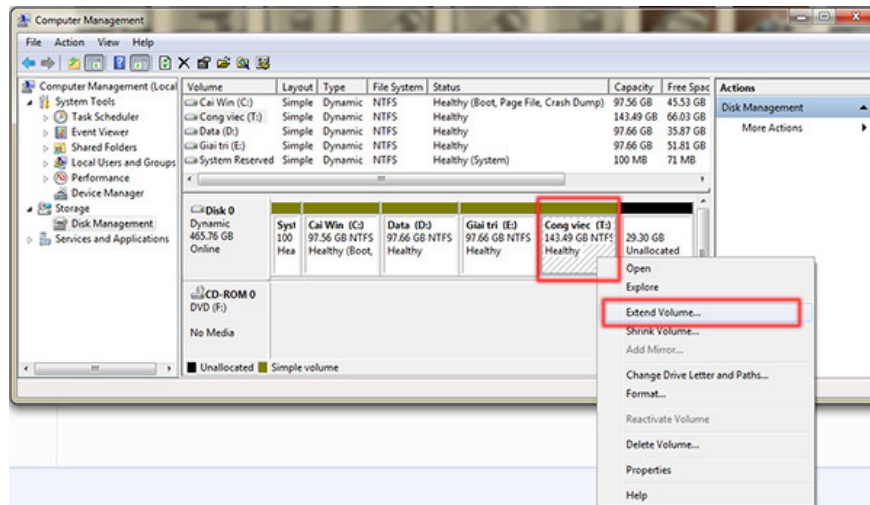 Computer Management
File Action View Help
Computer Management (Local
System Tools
Task Scheduler
Event Viewer
Shared Folders
Local Users and Groups
Performance
Device Manager
Storage
Disk Management
Services and Applications
Volume Layout Type File System Status Capacity Free Spac
Cai Win (C:) Simple Dynamic NTFS Healthy (Boot, Page File, Crash Dump) 97.56 GB 45.53 GB
Cong viec (T:) Simple Dynamic NTFS Healthy 143.49 GB 66.03 GB
Data (D:) Simple Dynamic NTFS Healthy 97.66 GB 35.87 GB
Giai tri (E:) Simple Dynamic NTFS Healthy 97.66 GB 51.81 GB
System Reserved Simple Dynamic NTFS Healthy (System) 100 MB 71 MB
Actions
Disk Management
More Actions
Disk 0
Dynamic
465.76 GB
Online
Syst
100
Hea
Cai Win (C:)
97.56 GB NTFS
Healthy (Boot,
Data (D:)
97.66 GB NTFS
Healthy
Giai tri (E:)
97.66 GB NTFS
Healthy
Cong viec (T:)
143.49 GB NTFS
Healthy
29.30 GB
Unallocated
CD-ROM 0
DVD (F:)
No Media
Unallocated Simple volume
Open
Explore
Extend Volume...
Shrink Volume...
Add Mirror...
Change Drive Letter and Paths...
Format...
Reactivate Volume
Delete Volume...
Properties
Help